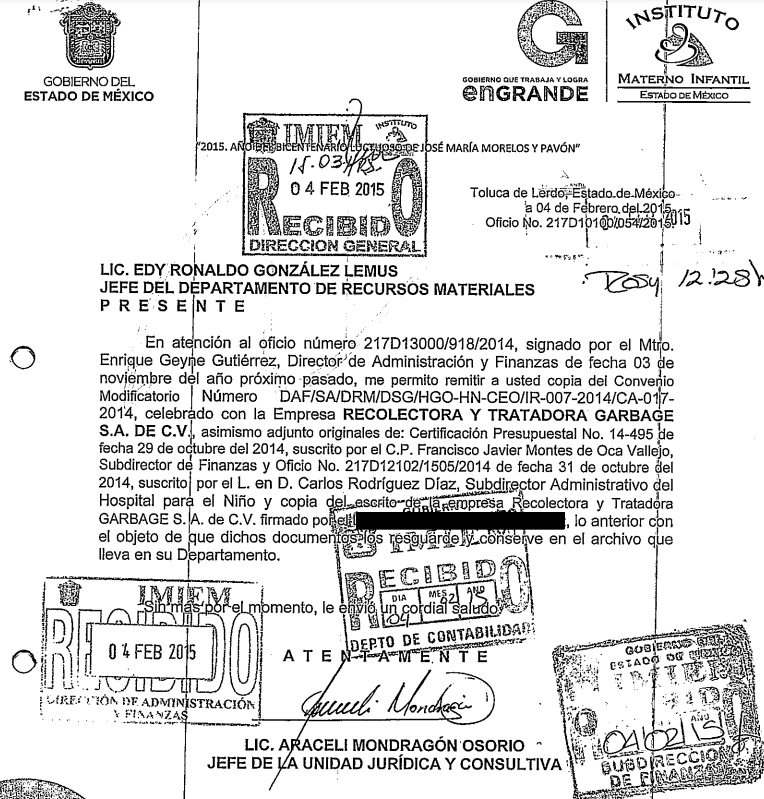 GOBIERNO DEL
ESTADO DE MÉXICO
GOBIERNO QUE TRABAJA Y LOGRA
enGRANDE
INSTITUTO
MATERNO INFANTIL
ESTADO DE MÉXICO
IMIEM
INSTITUTO
"2015. AÑO DEL BICENTENARIO LUCTUOSO DE JOSÉ MARÍA MORELOS Y PAVÓN"
04 FEB 2015
RECIBIDO
DIRECCION GENERAL
Toluca de Lerdo, Estado de México
a 04 de Febrero del 2015
Oficio No. 217D10100/054/2015
2015
Rosy 12:28h
LIC. EDY RONALDO GONZÁLEZ LEMUS
JEFE DEL DEPARTAMENTO DE RECURSOS MATERIALES
P R E S E N T E
En atención al oficio número 217D13000/918/2014, signado por el Mtro.
Enrique Geyne Gutiérrez, Director de Administración y Finanzas de fecha 03 de
noviembre del año próximo pasado, me permito remitir a usted copia del Convenio
Modificatorio Número DAF/SA/DRM/DSG/HGO-HN-CEO/IR-007-2014/CA-017-
2014, celebrado con la Empresa RECOLECTORA Y TRATADORA GARBAGE
S.A. DE C.V., asimismo adjunto originales de: Certificación Presupuestal No. 14-495 de
fecha 29 de octubre del 2014, suscrito por el C.P. Francisco Javier Montes de Oca Vallejo,
Subdirector de Finanzas y Oficio No. 217D12102/1505/2014 de fecha 31 de octubre del
2014, suscrito por el L. en D. Carlos Rodríguez Díaz, Subdirector Administrativo del
Hospital para el Niño y copia del escrito de la empresa Recolectora y Tratadora
GARBAGE S. A. de C.V. firmado por el , lo anterior con
el objeto de que dichos documentos los resguarde y conserve en el archivo que
lleva en su Departamento.
Sin más por el momento, le envió un cordial saludo.
IMIEM
RECIBIDO
04 FEB 2015
DIRECCIÓN DE ADMINISTRACIÓN
Y FINANZAS
IMIEM
RECIBIDO
DIA MES AÑO
04 02 15
DEPTO DE CONTABILIDAD
A T E N T A M E N T E
Araceli Mondragón
LIC. ARACELI MONDRAGÓN OSORIO
JEFE DE LA UNIDAD JURÍDICA Y CONSULTIVA
GOBIERNO DEL
ESTADO DE MÉXICO
IMIEM
AÑO
04 02 15
SUBDIRECCION
DE FINANZAS